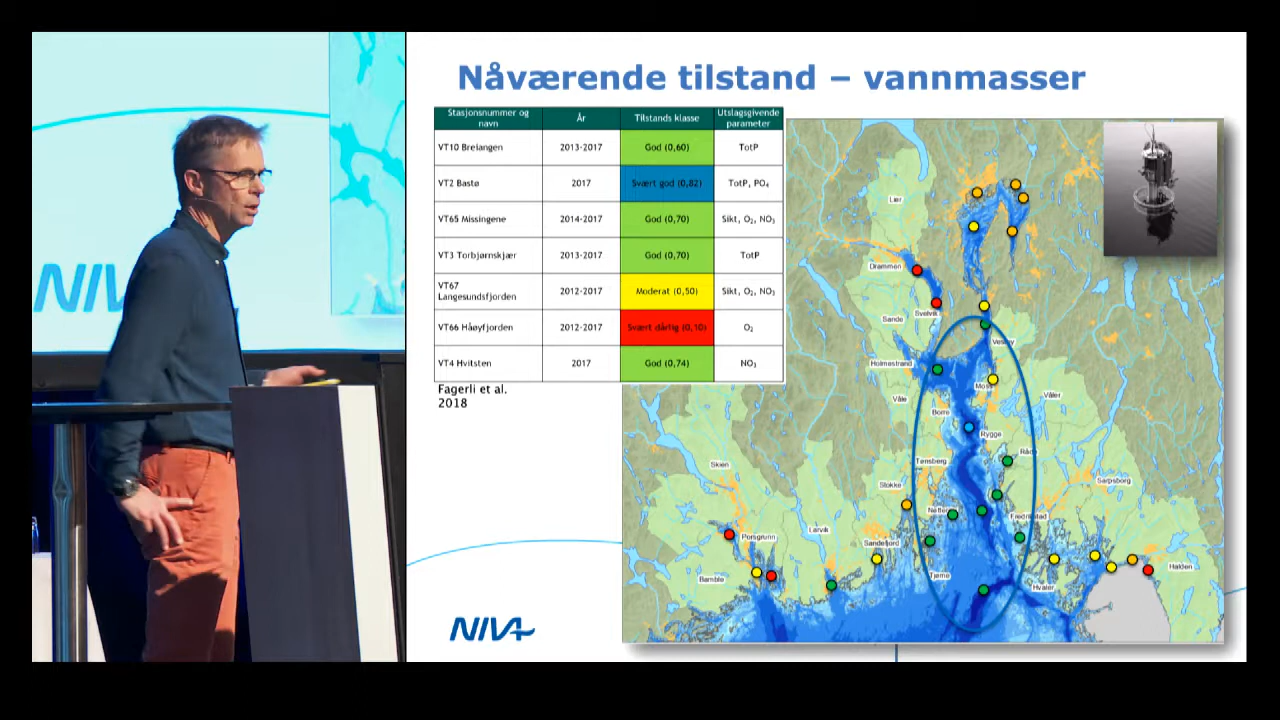 Nåværende tilstand – vannmasser
Stasjonsnummer og navn
År
Tilstands klasse
Utslagsgivende parameter
VT10 Breiangen
2013-2017
God (0,60)
TotP
VT2 Bastø
2017
Svært god (0,82)
TotP, PO₄
VT65 Missingene
2014-2017
God (0,70)
Sikt, O₂, NO₃
VT3 Torbjørnskjær
2013-2017
God (0,70)
TotP
VT67 Langesundsfjorden
2012-2017
Moderat (0,50)
Sikt, O₂, NO₃
VT66 Håøyfjorden
2012-2017
Svært dårlig (0,10)
O₂
VT4 Hvitsten
2017
God (0,74)
NO₃
Fagerli et al.
2018
Lier
Drammen
Svelvik
Sande
Vestby
Holmestrand
Moss
Våle
Våler
Borre
Rygge
Råde
Tønsberg
Skien
Stokke
Sarpsborg
Fredrikstad
Larvik
Porsgrunn
Sandefjord
Bamble
Tjøme
Hvaler
Halden
NIVA
NIV